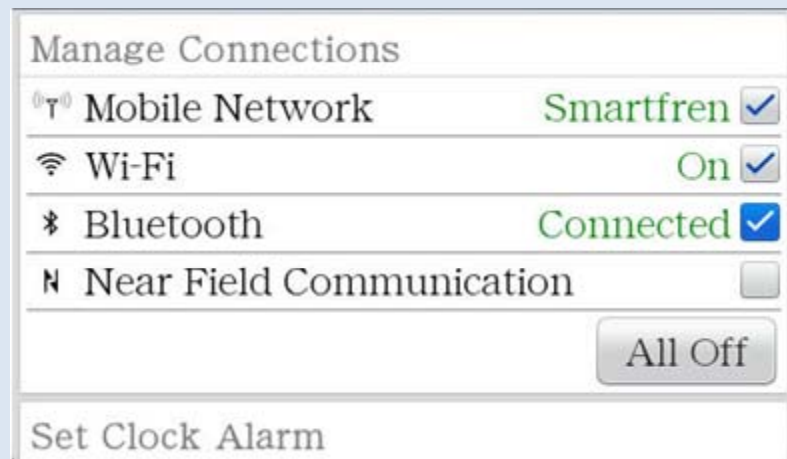 Manage Connections
Mobile Network Smartfren
Wi-Fi On
Bluetooth Connected
Near Field Communication
All Off
Set Clock Alarm